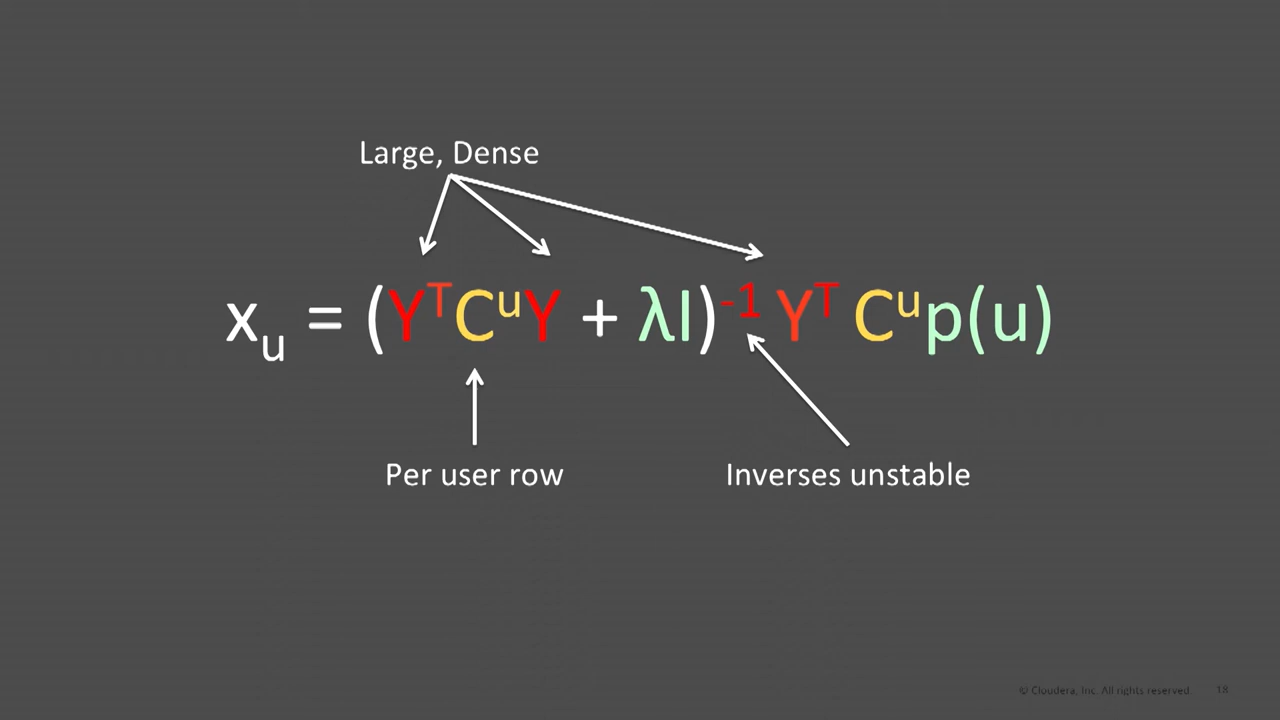 Large, Dense
xᵤ = (YᵀCᵘY + λI)⁻¹ Yᵀ Cᵘp(u)
Per user row
Inverses unstable
© Cloudera, Inc. All rights reserved.
18